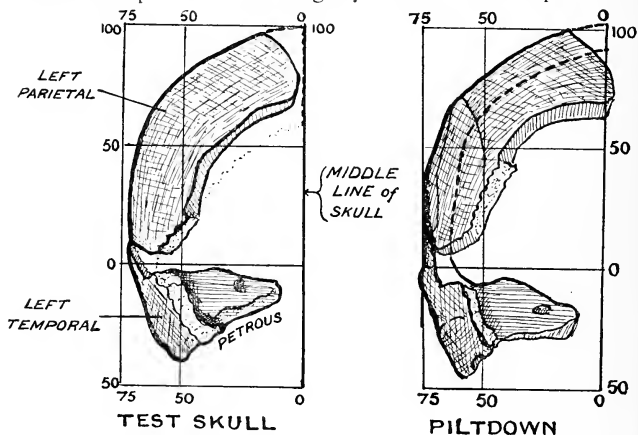 75 50 0
100
LEFT
PARIETAL
50
0
LEFT
TEMPORAL
PETROUS
50
75 50 0
TEST SKULL
(MIDDLE
LINE of
SKULL
75 50 0
100 100
50
0
50
75 50 0
PILTDOWN